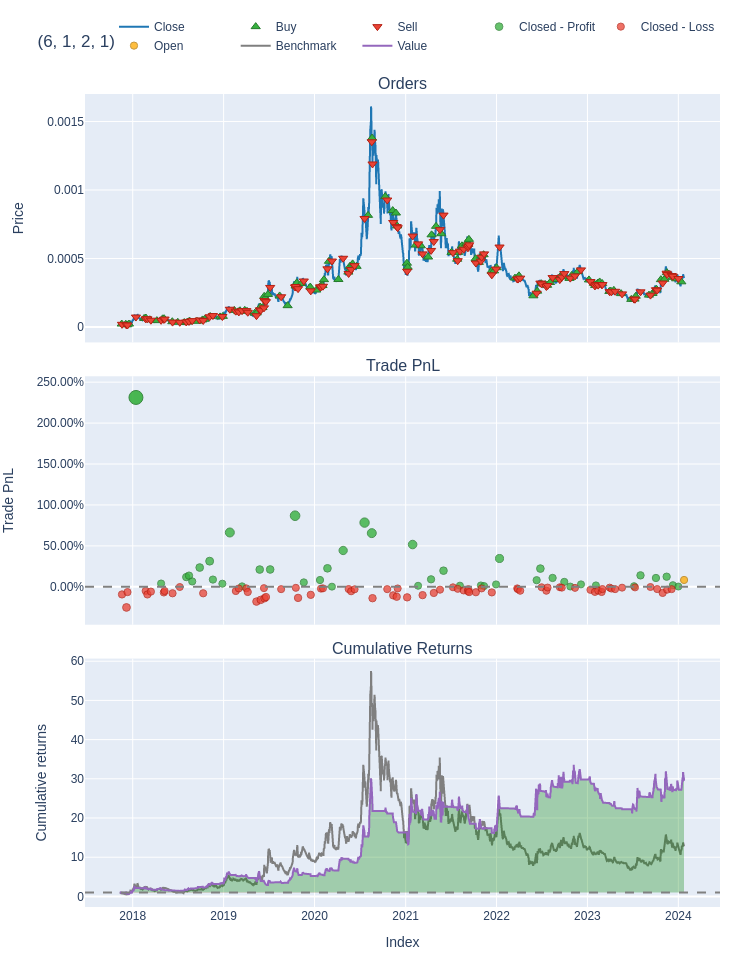 (6, 1, 2, 1)
Close Buy Sell Closed - Profit Closed - Loss
Open Benchmark Value
Orders
Price
0.0015
0.001
0.0005
0
Trade PnL
Trade PnL
250.00%
200.00%
150.00%
100.00%
50.00%
0.00%
Cumulative Returns
Cumulative returns
60
50
40
30
20
10
0
2018 2019 2020 2021 2022 2023 2024
Index